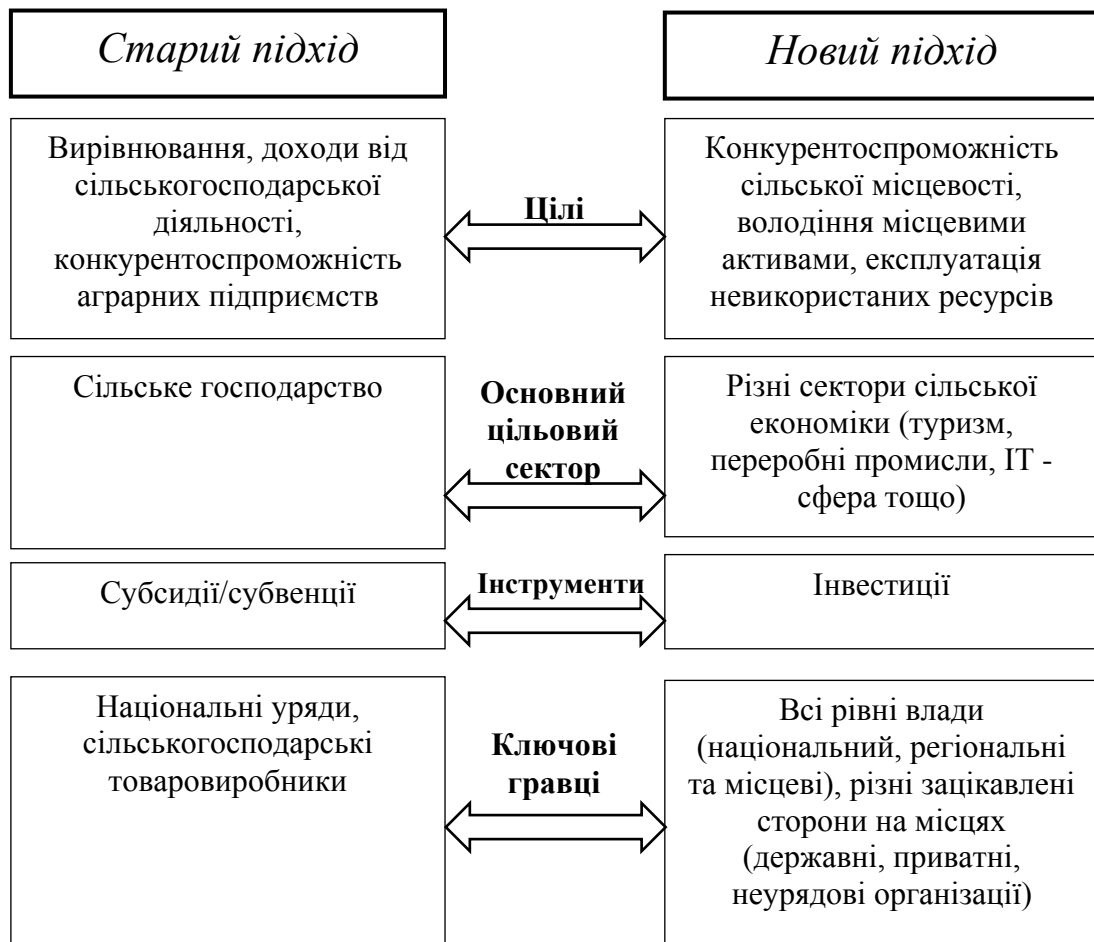 Старий підхід
Новий підхід
Вирівнювання, доходи від
сільськогосподарської
діяльності,
конкурентоспроможність
аграрних підприємств
Цілі
Конкурентоспроможність
сільської місцевості,
володіння місцевими
активами, експлуатація
невикористаних ресурсів
Сільське господарство
Основний
цільовий
сектор
Різні сектори сільської
економіки (туризм,
переробні промисли, ІТ -
сфера тощо)
Субсидії/субвенції
Інструменти
Інвестиції
Національні уряди,
сільськогосподарські
товаровиробники
Ключові
гравці
Всі рівні влади
(національний, регіональні
та місцеві), різні зацікавлені
сторони на місцях
(державні, приватні,
неурядові організації)